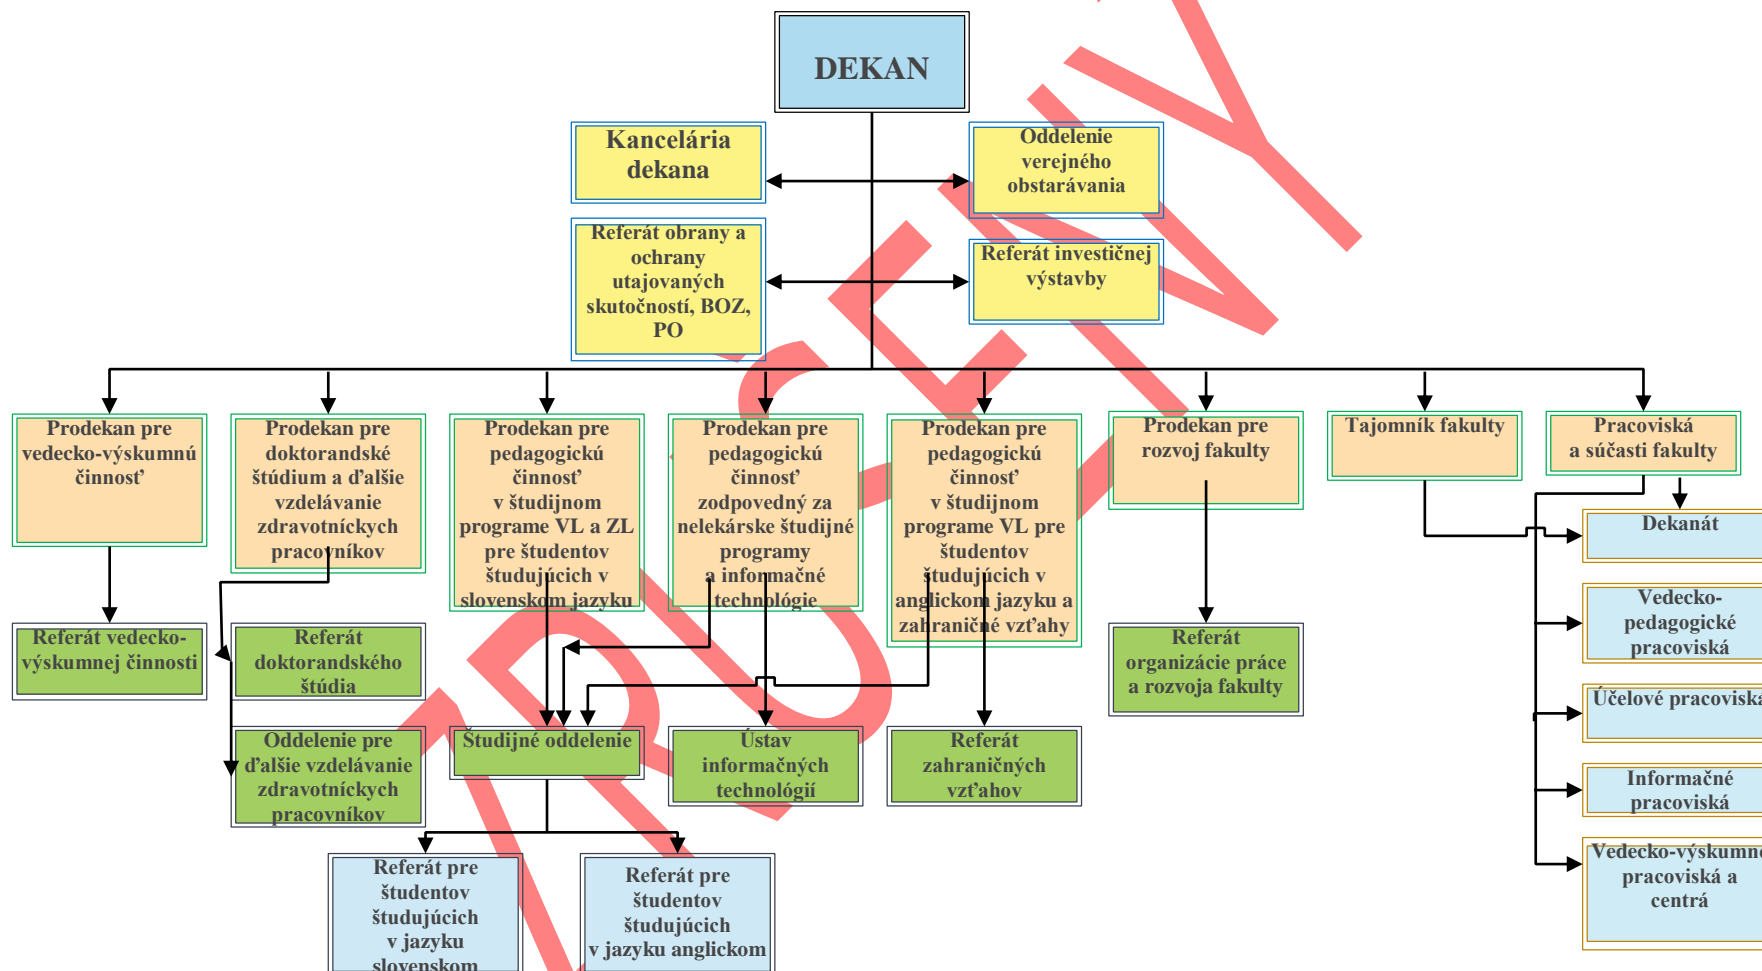 DEKAN
Kancelária
dekana
Oddelenie
verejného
obstarávania
Referát obrany a
ochrany
utajovaných
skutočností, BOZ,
PO
Referát investičnej
výstavby
Prodekan pre
vedecko-výskumnú
činnosť
Prodekan pre
doktorandské
štúdium a ďalšie
vzdelávanie
zdravotníckych
pracovníkov
Prodekan pre
pedagogickú
činnosť
v študijnom
programe VL a ZL
pre študentov
študujúcich v
slovenskom jazyku
Prodekan pre
pedagogickú
činnosť
zodpovedný za
nelekárske študijné
programy
a informačné
technológie
Prodekan pre
pedagogickú
činnosť
v študijnom
programe VL pre
študentov
študujúcich v
anglickom jazyku a
zahraničné vzťahy
Prodekan pre
rozvoj fakulty
Tajomník fakulty
Pracoviská
a súčasti fakulty
Dekanát
Vedecko-
pedagogické
pracoviská
Účelové pracoviská
Informačné
pracoviská
Vedecko-výskumné
pracoviská a
centrá
Referát vedecko-
výskumnej činnosti
Referát
doktorandského
štúdia
Referát
organizácie práce
a rozvoja fakulty
Oddelenie pre
ďalšie vzdelávanie
zdravotníckych
pracovníkov
Študijné oddelenie
Ústav
informačných
technológií
Referát
zahraničných
vzťahov
Referát pre
študentov
študujúcich
v jazyku
slovenskom
Referát pre
študentov
študujúcich
v jazyku anglickom